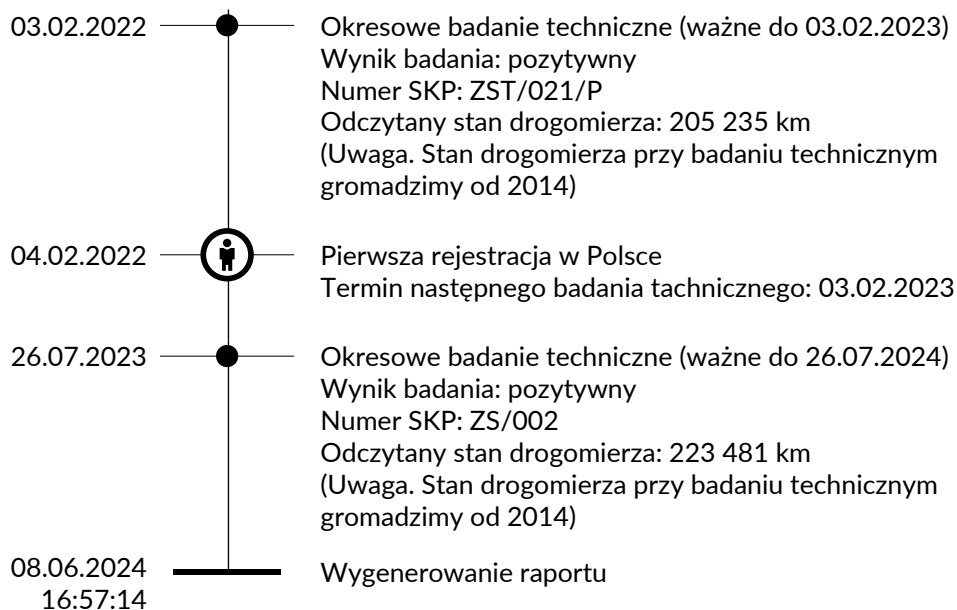 03.02.2022
Okresowe badanie techniczne (ważne do 03.02.2023)
Wynik badania: pozytywny
Numer SKP: ZST/021/P
Odczytany stan drogomierza: 205 235 km
(Uwaga. Stan drogomierza przy badaniu technicznym
gromadzimy od 2014)
04.02.2022
Pierwsza rejestracja w Polsce
Termin następnego badania tachnicznego: 03.02.2023
26.07.2023
Okresowe badanie techniczne (ważne do 26.07.2024)
Wynik badania: pozytywny
Numer SKP: ZS/002
Odczytany stan drogomierza: 223 481 km
(Uwaga. Stan drogomierza przy badaniu technicznym
gromadzimy od 2014)
08.06.2024
16:57:14
Wygenerowanie raportu